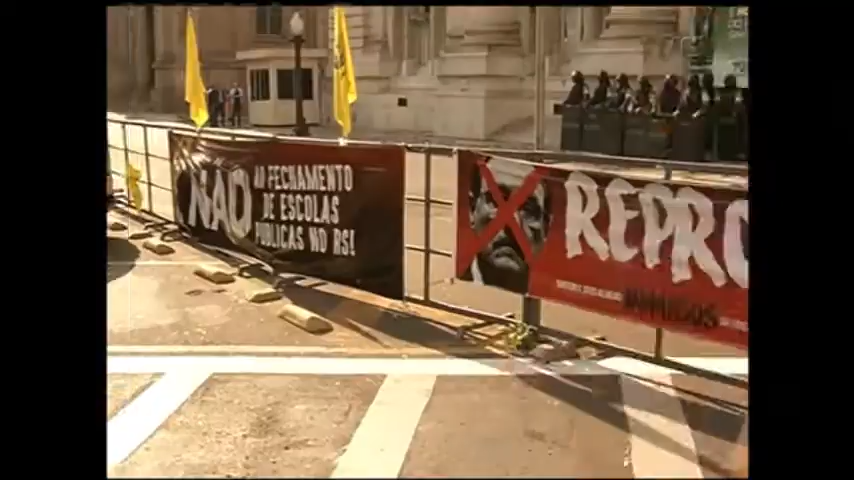 NÃO
AO FECHAMENTO
DE ESCOLAS
PÚBLICAS NO RS!
REPRO